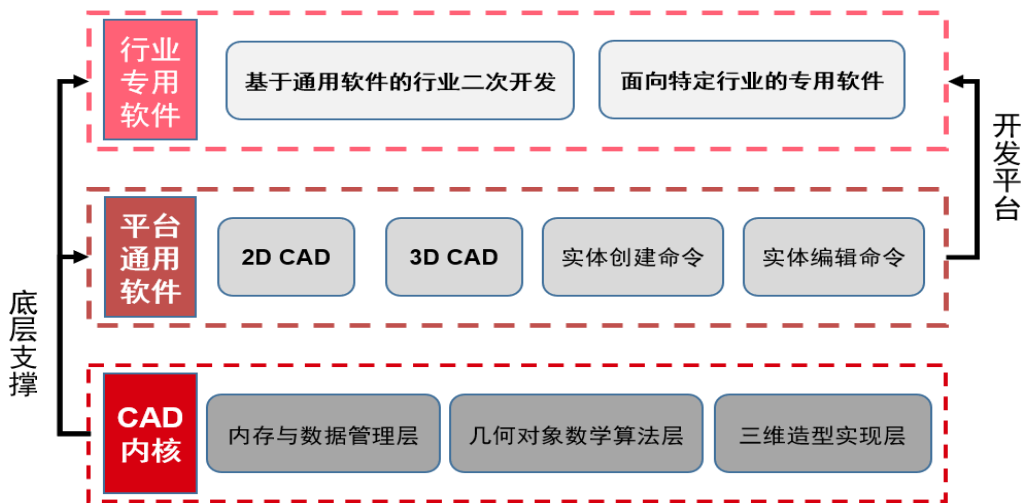 行业
专用
软件
基于通用软件的行业二次开发
面向特定行业的专用软件
开发平台
平台
通用
软件
2D CAD
3D CAD
实体创建命令
实体编辑命令
底层支撑
CAD
内核
内存与数据管理层
几何对象数学算法层
三维造型实现层